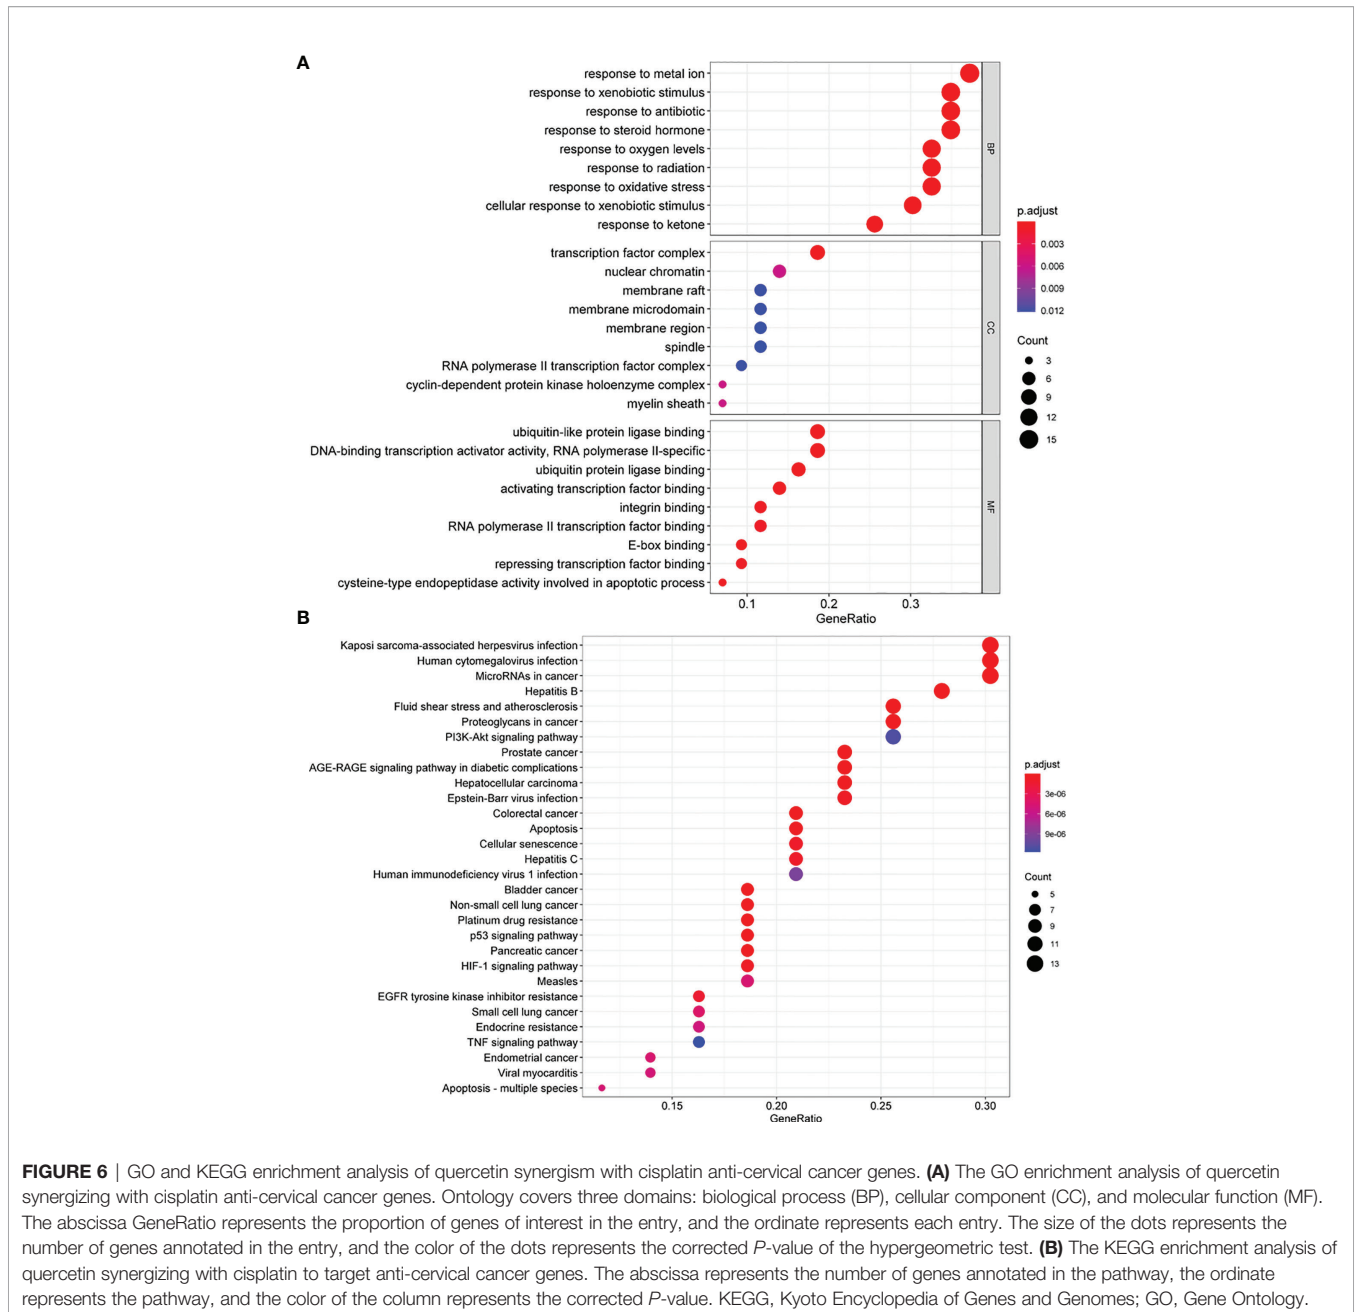 A
response to metal ion
response to xenobiotic stimulus
response to antibiotic
response to steroid hormone
response to oxygen levels
response to radiation
response to oxidative stress
cellular response to xenobiotic stimulus
response to ketone
BP
transcription factor complex
nuclear chromatin
membrane raft
membrane microdomain
membrane region
spindle
RNA polymerase II transcription factor complex
cyclin-dependent protein kinase holoenzyme complex
myelin sheath
CC
ubiquitin-like protein ligase binding
DNA-binding transcription activator activity, RNA polymerase II-specific
ubiquitin protein ligase binding
activating transcription factor binding
integrin binding
RNA polymerase II transcription factor binding
E-box binding
repressing transcription factor binding
cysteine-type endopeptidase activity involved in apoptotic process
MF
0.1 0.2 0.3
GeneRatio
p.adjust
0.003
0.006
0.009
0.012
Count
3
6
9
12
15
B
Kaposi sarcoma-associated herpesvirus infection
Human cytomegalovirus infection
MicroRNAs in cancer
Hepatitis B
Fluid shear stress and atherosclerosis
Proteoglycans in cancer
PI3K-Akt signaling pathway
Prostate cancer
AGE-RAGE signaling pathway in diabetic complications
Hepatocellular carcinoma
Epstein-Barr virus infection
Colorectal cancer
Apoptosis
Cellular senescence
Hepatitis C
Human immunodeficiency virus 1 infection
Bladder cancer
Non-small cell lung cancer
Platinum drug resistance
p53 signaling pathway
Pancreatic cancer
HIF-1 signaling pathway
Measles
EGFR tyrosine kinase inhibitor resistance
Small cell lung cancer
Endocrine resistance
TNF signaling pathway
Endometrial cancer
Viral myocarditis
Apoptosis - multiple species
0.15 0.20 0.25 0.30
GeneRatio
p.adjust
3e-06
6e-06
9e-06
Count
5
7
9
11
13
FIGURE 6 | GO and KEGG enrichment analysis of quercetin synergism with cisplatin anti-cervical cancer genes. (A) The GO enrichment analysis of quercetin
synergizing with cisplatin anti-cervical cancer genes. Ontology covers three domains: biological process (BP), cellular component (CC), and molecular function (MF).
The abscissa GeneRatio represents the proportion of genes of interest in the entry, and the ordinate represents each entry. The size of the dots represents the
number of genes annotated in the entry, and the color of the dots represents the corrected P-value of the hypergeometric test. (B) The KEGG enrichment analysis of
quercetin synergizing with cisplatin to target anti-cervical cancer genes. The abscissa represents the number of genes annotated in the pathway, the ordinate
represents the pathway, and the color of the column represents the corrected P-value. KEGG, Kyoto Encyclopedia of Genes and Genomes; GO, Gene Ontology.